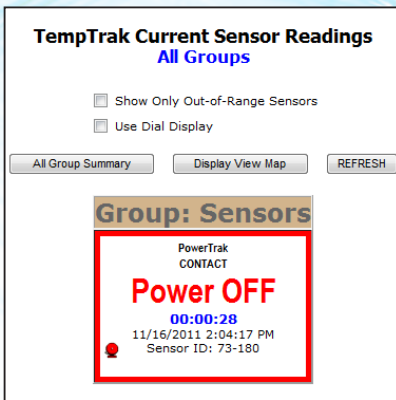 TempTrak Current Sensor Readings
All Groups
Show Only Out-of-Range Sensors
Use Dial Display
All Group Summary Display View Map REFRESH
Group: Sensors
PowerTrak
CONTACT
Power OFF
00:00:28
11/16/2011 2:04:17 PM
Sensor ID: 73-180